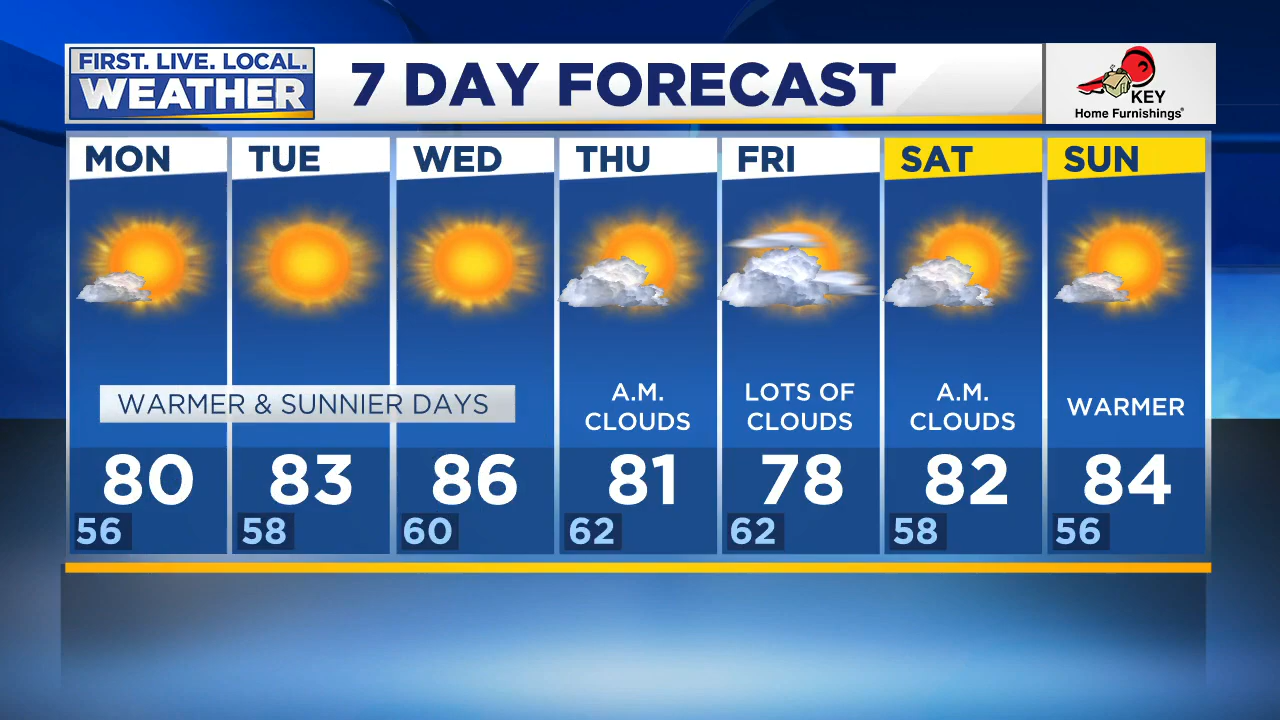 FIRST. LIVE. LOCAL.
WEATHER
7 DAY FORECAST
KEY
Home Furnishings®
MON TUE WED THU FRI SAT SUN
WARMER & SUNNIER DAYS
A.M.
CLOUDS
LOTS OF
CLOUDS
A.M.
CLOUDS
WARMER
80 83 86 81 78 82 84
56 58 60 62 62 58 56